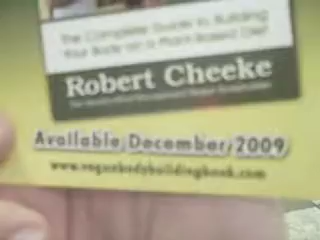 The Complete Guide to Building
Your Body on a Plant-Based Diet
Robert Cheeke
Available December 2009
www.veganbodybuildingbook.com